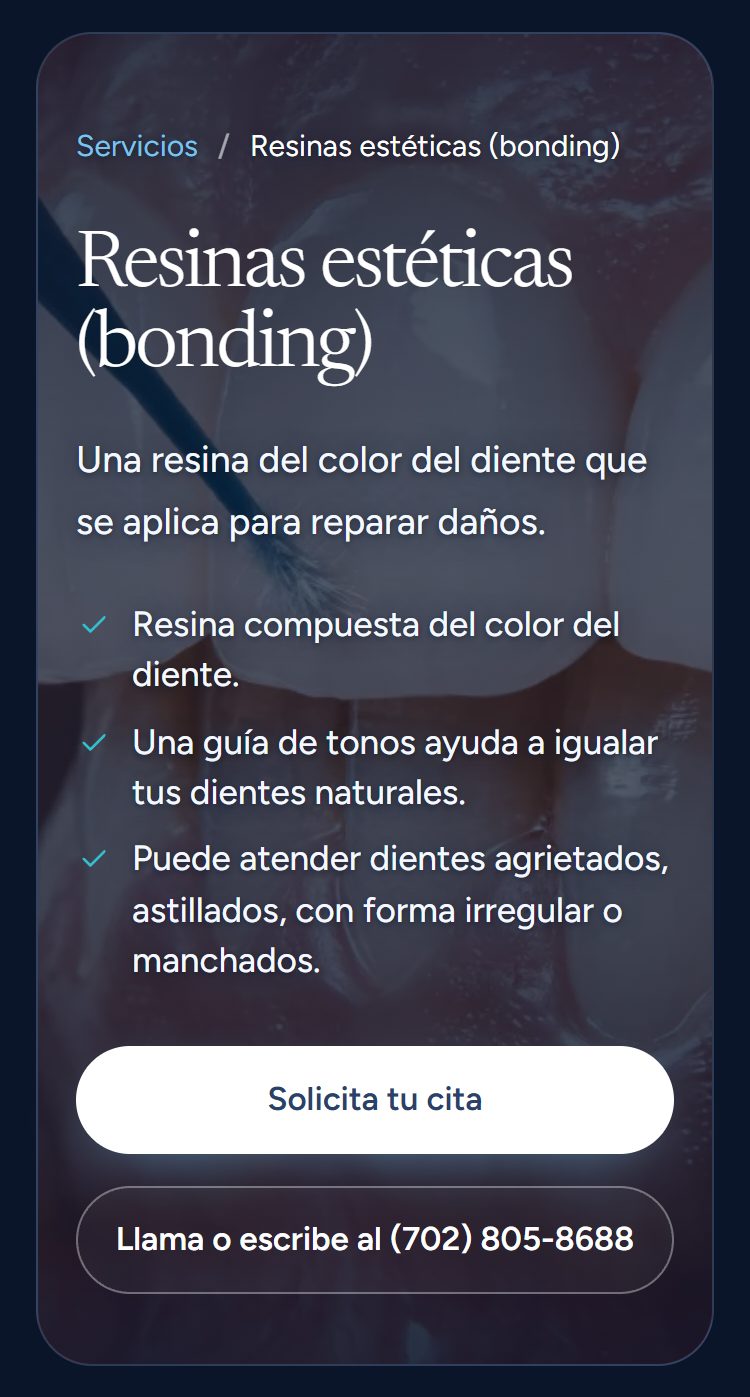 Servicios / Resinas estéticas (bonding)
Resinas estéticas
(bonding)
Una resina del color del diente que
se aplica para reparar daños.
Resina compuesta del color del
diente.
Una guía de tonos ayuda a igualar
tus dientes naturales.
Puede atender dientes agrietados,
astillados, con forma irregular o
manchados.
Solicita tu cita
Llama o escribe al (702) 805-8688